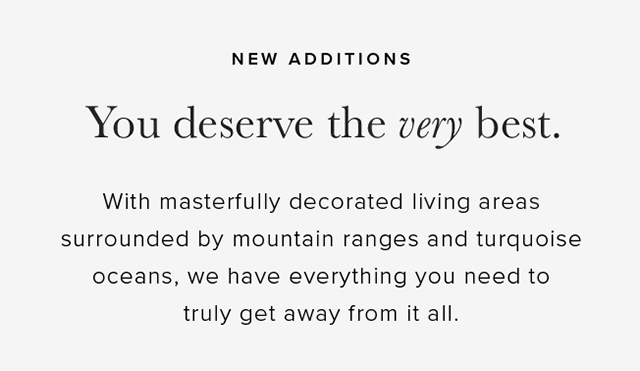 NEW ADDITIONS
You deserve the very best.
With masterfully decorated living areas
surrounded by mountain ranges and turquoise
oceans, we have everything you need to
truly get away from it all.